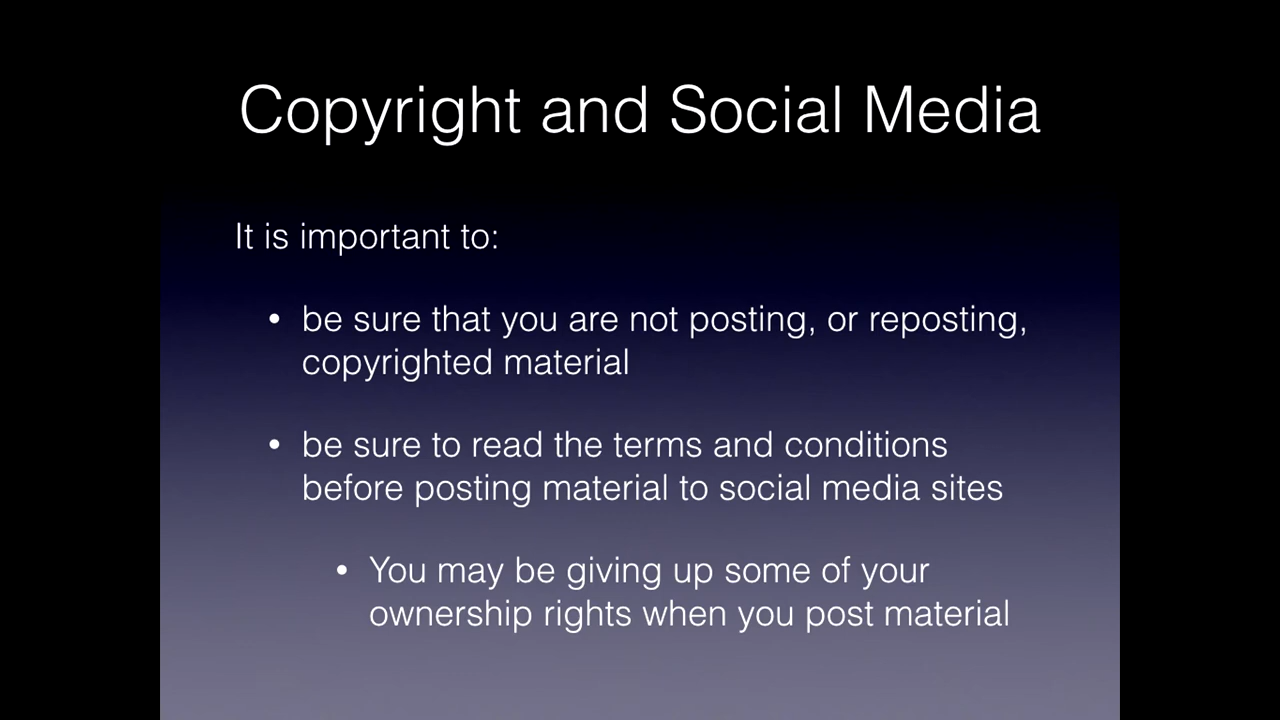 Copyright and Social Media
It is important to:
• be sure that you are not posting, or reposting,
copyrighted material
• be sure to read the terms and conditions
before posting material to social media sites
• You may be giving up some of your
ownership rights when you post material